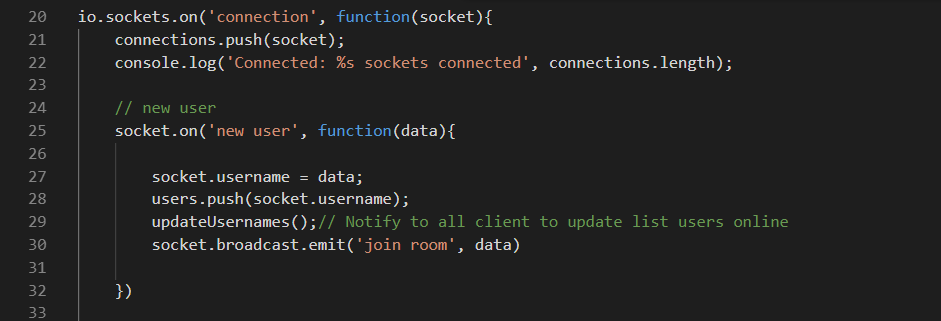 20 io.sockets.on('connection', function(socket){
21 connections.push(socket);
22 console.log('Connected: %s sockets connected', connections.length);
23
24 // new user
25 socket.on('new user', function(data){
26
27 socket.username = data;
28 users.push(socket.username);
29 updateUsernames();// Notify to all client to update list users online
30 socket.broadcast.emit('join room', data)
31
32 })
33